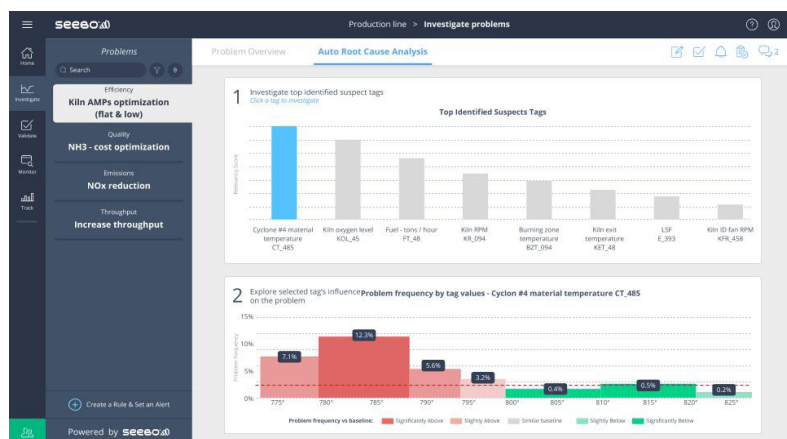 SEEBO
Production line > Investigate problems
Home
Investigate
Validate
Monitor
Track
Problems
Search
Efficiency
Kiln AMPs optimization
(flat & low)
Quality
NH3 - cost optimization
Emissions
NOx reduction
Throughput
Increase throughput
Create a Rule & Set an Alert
Powered by SEEBO
Problem Overview
Auto Root Cause Analysis
2
1
Investigate top identified suspect tags
Click a tag to investigate
Top Identified Suspects Tags
Relevancy Score
Cyclone #4 material
temperature
CT_485
Kiln oxygen level
KOL_45
Fuel - tons / hour
FT_48
Kiln RPM
KR_094
Burning zone
temperature
BZT_094
Kiln exit
temperature
KET_48
LSF
E_393
Kiln ID fan RPM
KFR_458
2
Explore selected tag's influence
on the problem
Problem frequency by tag values - Cyclon #4 material temperature CT_485
Problem frequency
15%
10%
5%
0%
7.1%
12.3%
5.6%
3.2%
0.4%
0.5%
0.2%
775°
780°
785°
790°
795°
800°
805°
810°
815°
820°
825°
Problem frequency vs baseline:
Significantly Above
Slightly Above
Similar baseline
Slightly Below
Significantly Below